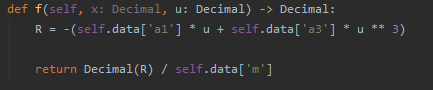 def f(self, x: Decimal, u: Decimal) -> Decimal:
    R = -(self.data['a1'] * u + self.data['a3'] * u ** 3)
    return Decimal(R) / self.data['m']